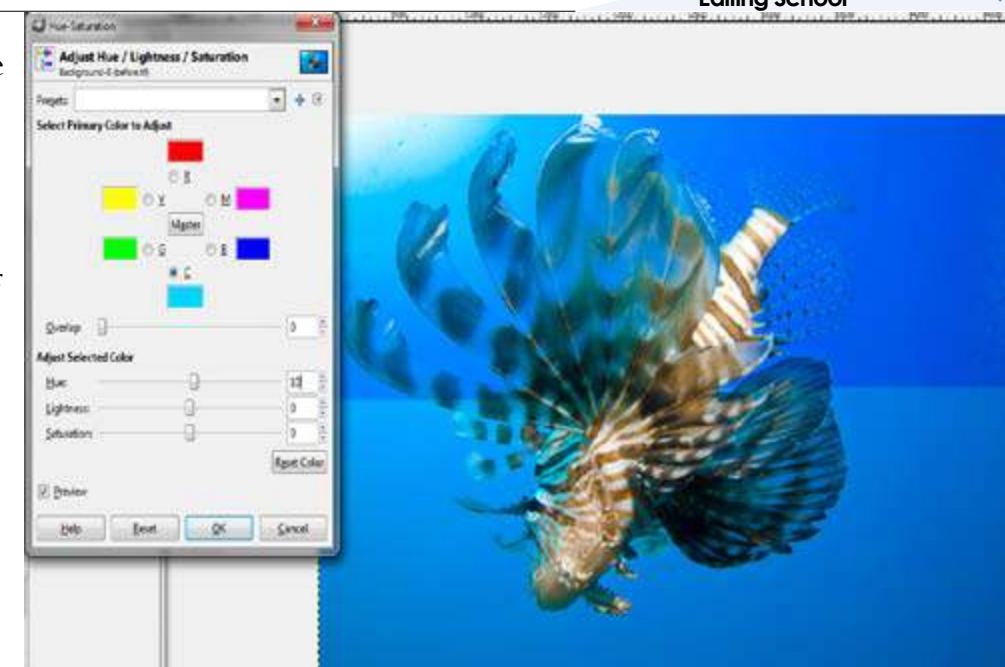 Hue-Saturation
Adjust Hue / Lightness / Saturation
Presets:
Select Primary Color to Adjust
R
Y
M
Master
G
B
C
Overlap:
0
Adjust Selected Color
Hue:
10
Lightness:
0
Saturation:
0
Reset Color
Preview
Help
Reset
OK
Cancel